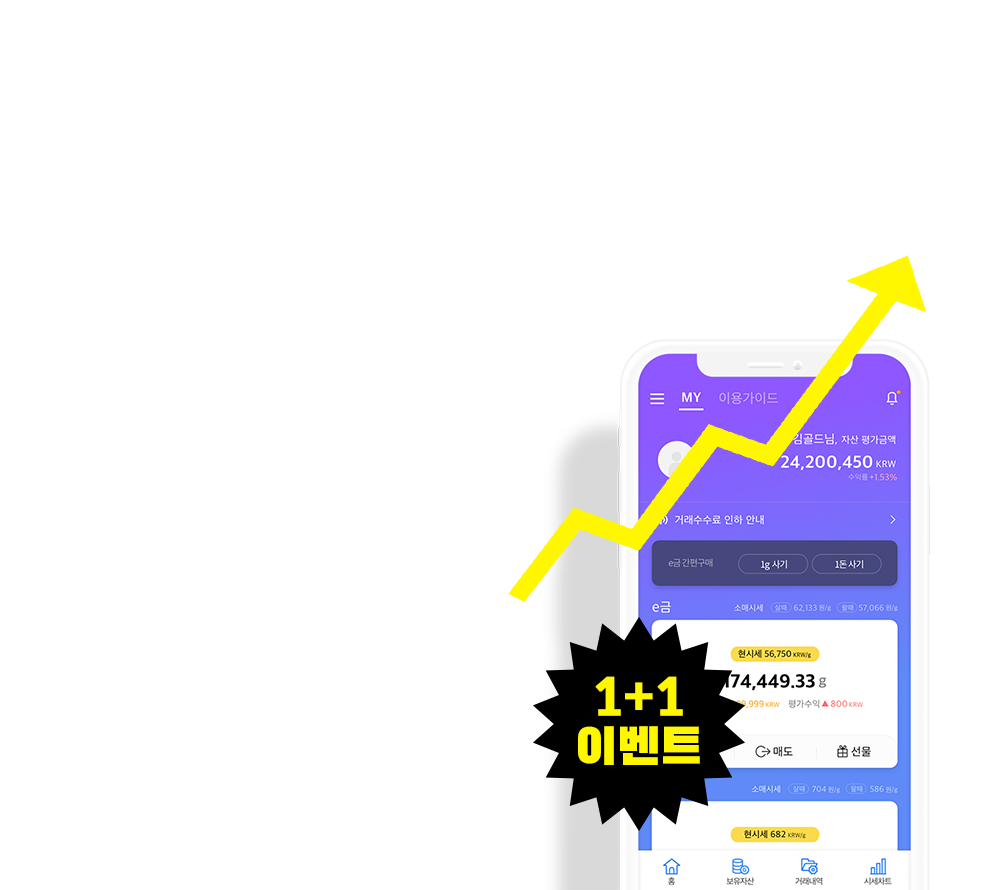 MY 이용가이드
김골드님, 자산 평가금액
24,200,450 KRW
수익률 +1.53%
거래수수료 인하 안내
e금 간편구매 1g 사기 1돈 사기
e금 소매시세 살때 62,133 원/g 팔때 57,066 원/g
현시세 56,750 KRW/g
174,449.33 g
9,999 KRW 평가수익 ▲ 800 KRW
1+1
이벤트
매도 선물
소매시세 살때 704 원/g 팔때 586 원/g
현시세 682 KRW/g
홈 보유자산 거래내역 시세차트